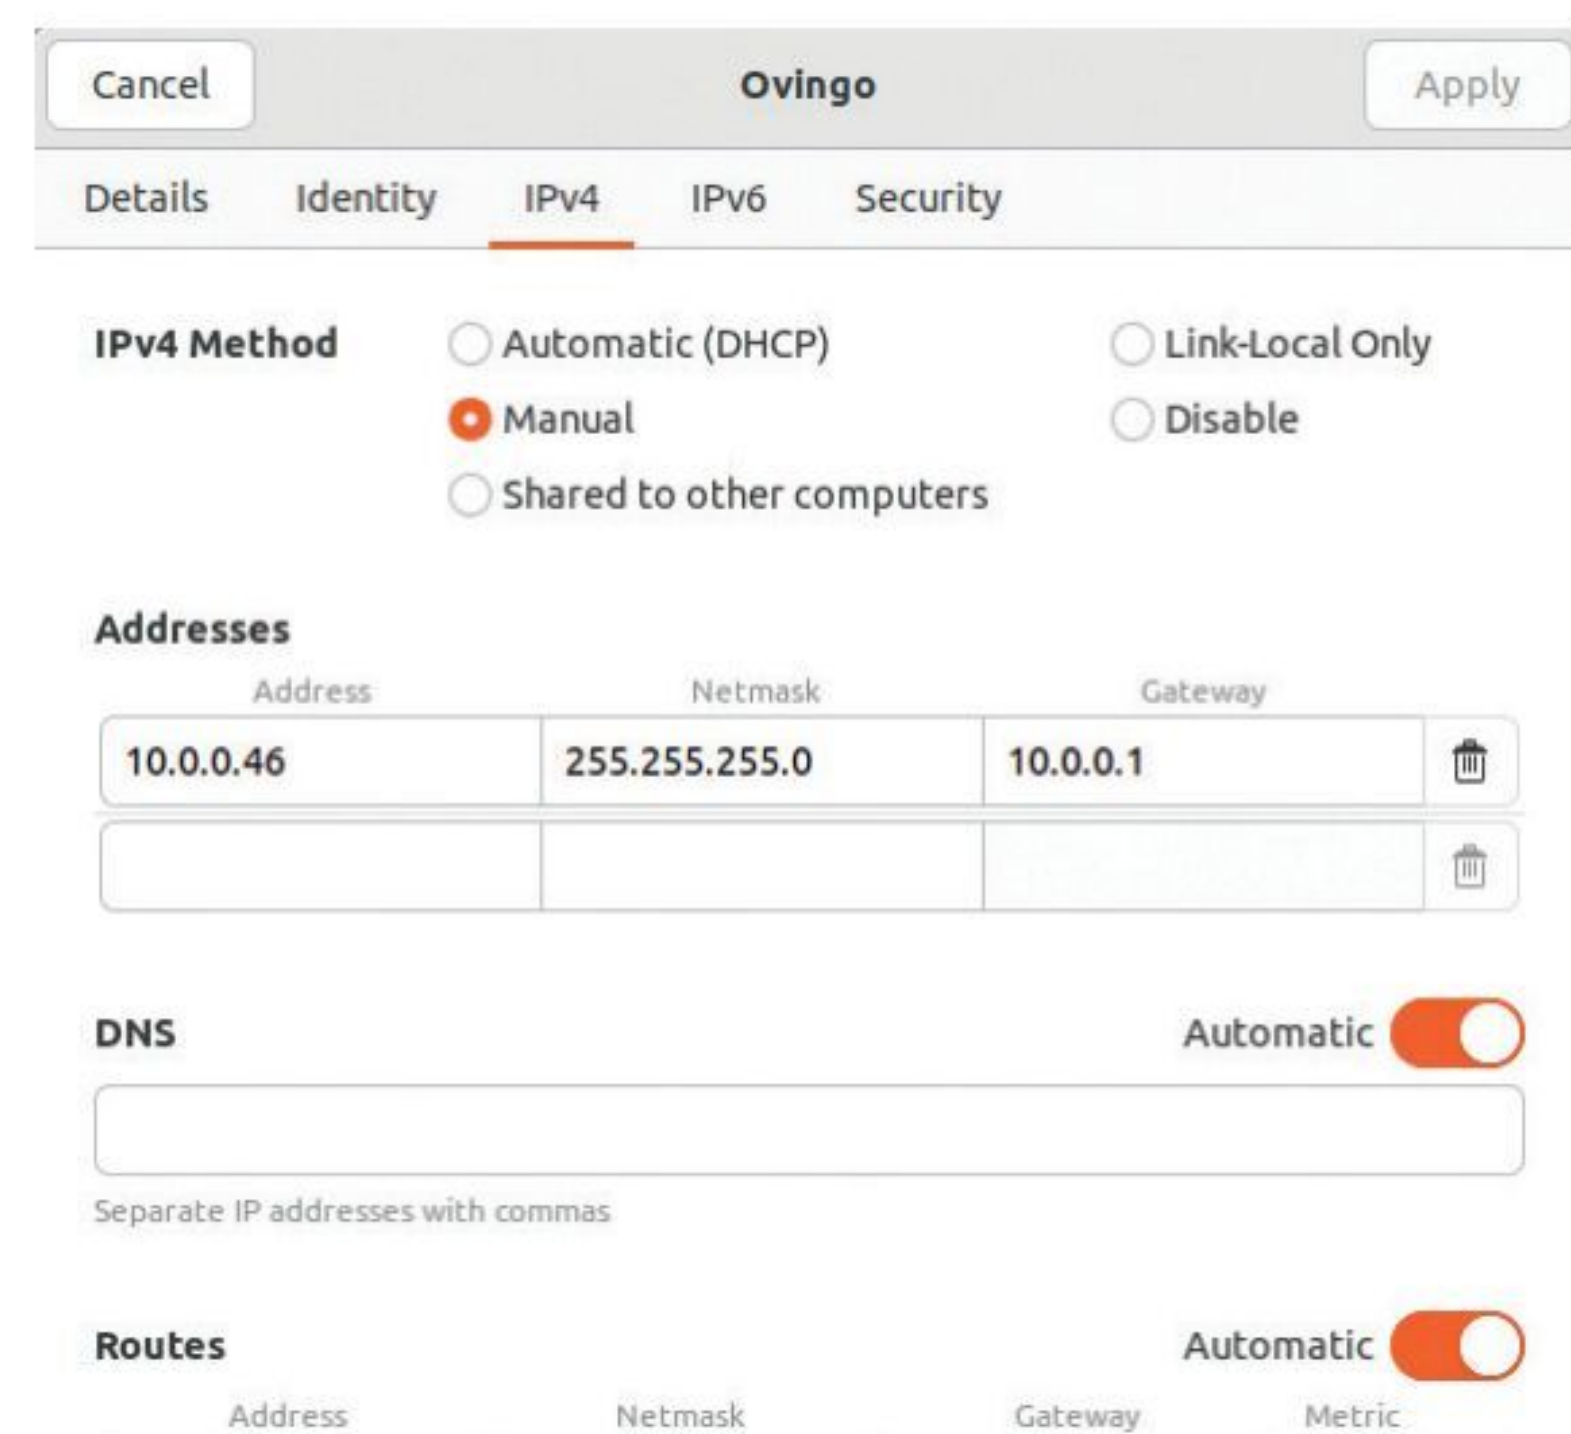 Cancel Ovingo Apply
Details Identity IPv4 IPv6 Security
IPv4 Method Automatic (DHCP) Link-Local Only
Manual Disable
Shared to other computers
Addresses
Address Netmask Gateway
10.0.0.46 255.255.255.0 10.0.0.1
DNS Automatic
Separate IP addresses with commas
Routes Automatic
Address Netmask Gateway Metric